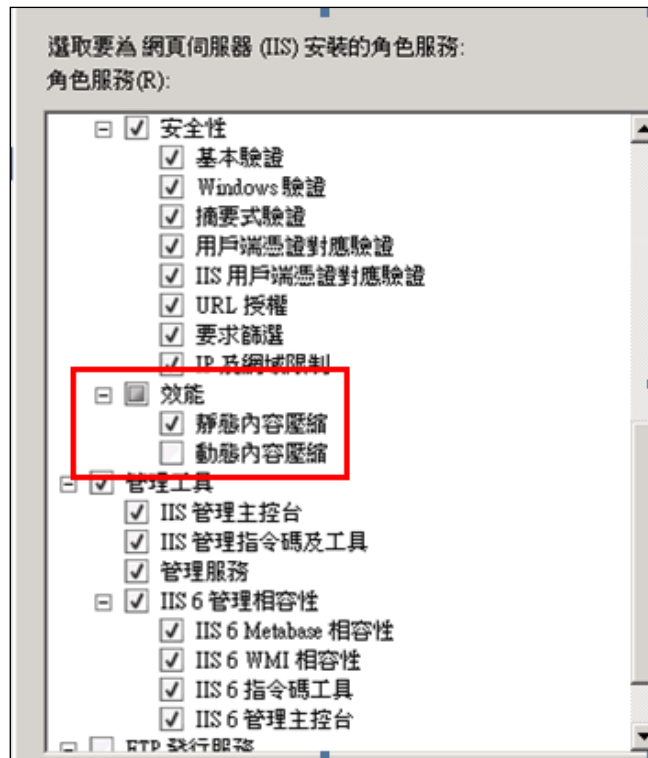 選取要為 網頁伺服器 (IIS) 安裝的角色服務:
角色服務(R):
安全性
基本驗證
Windows 驗證
摘要式驗證
用戶端憑證對應驗證
IIS 用戶端憑證對應驗證
URL 授權
要求篩選
IP 及網域限制
效能
靜態內容壓縮
動態內容壓縮
管理工具
IIS 管理主控台
IIS 管理指令碼及工具
管理服務
IIS 6 管理相容性
IIS 6 Metabase 相容性
IIS 6 WMI 相容性
IIS 6 指令碼工具
IIS 6 管理主控台
FTP 發行服務